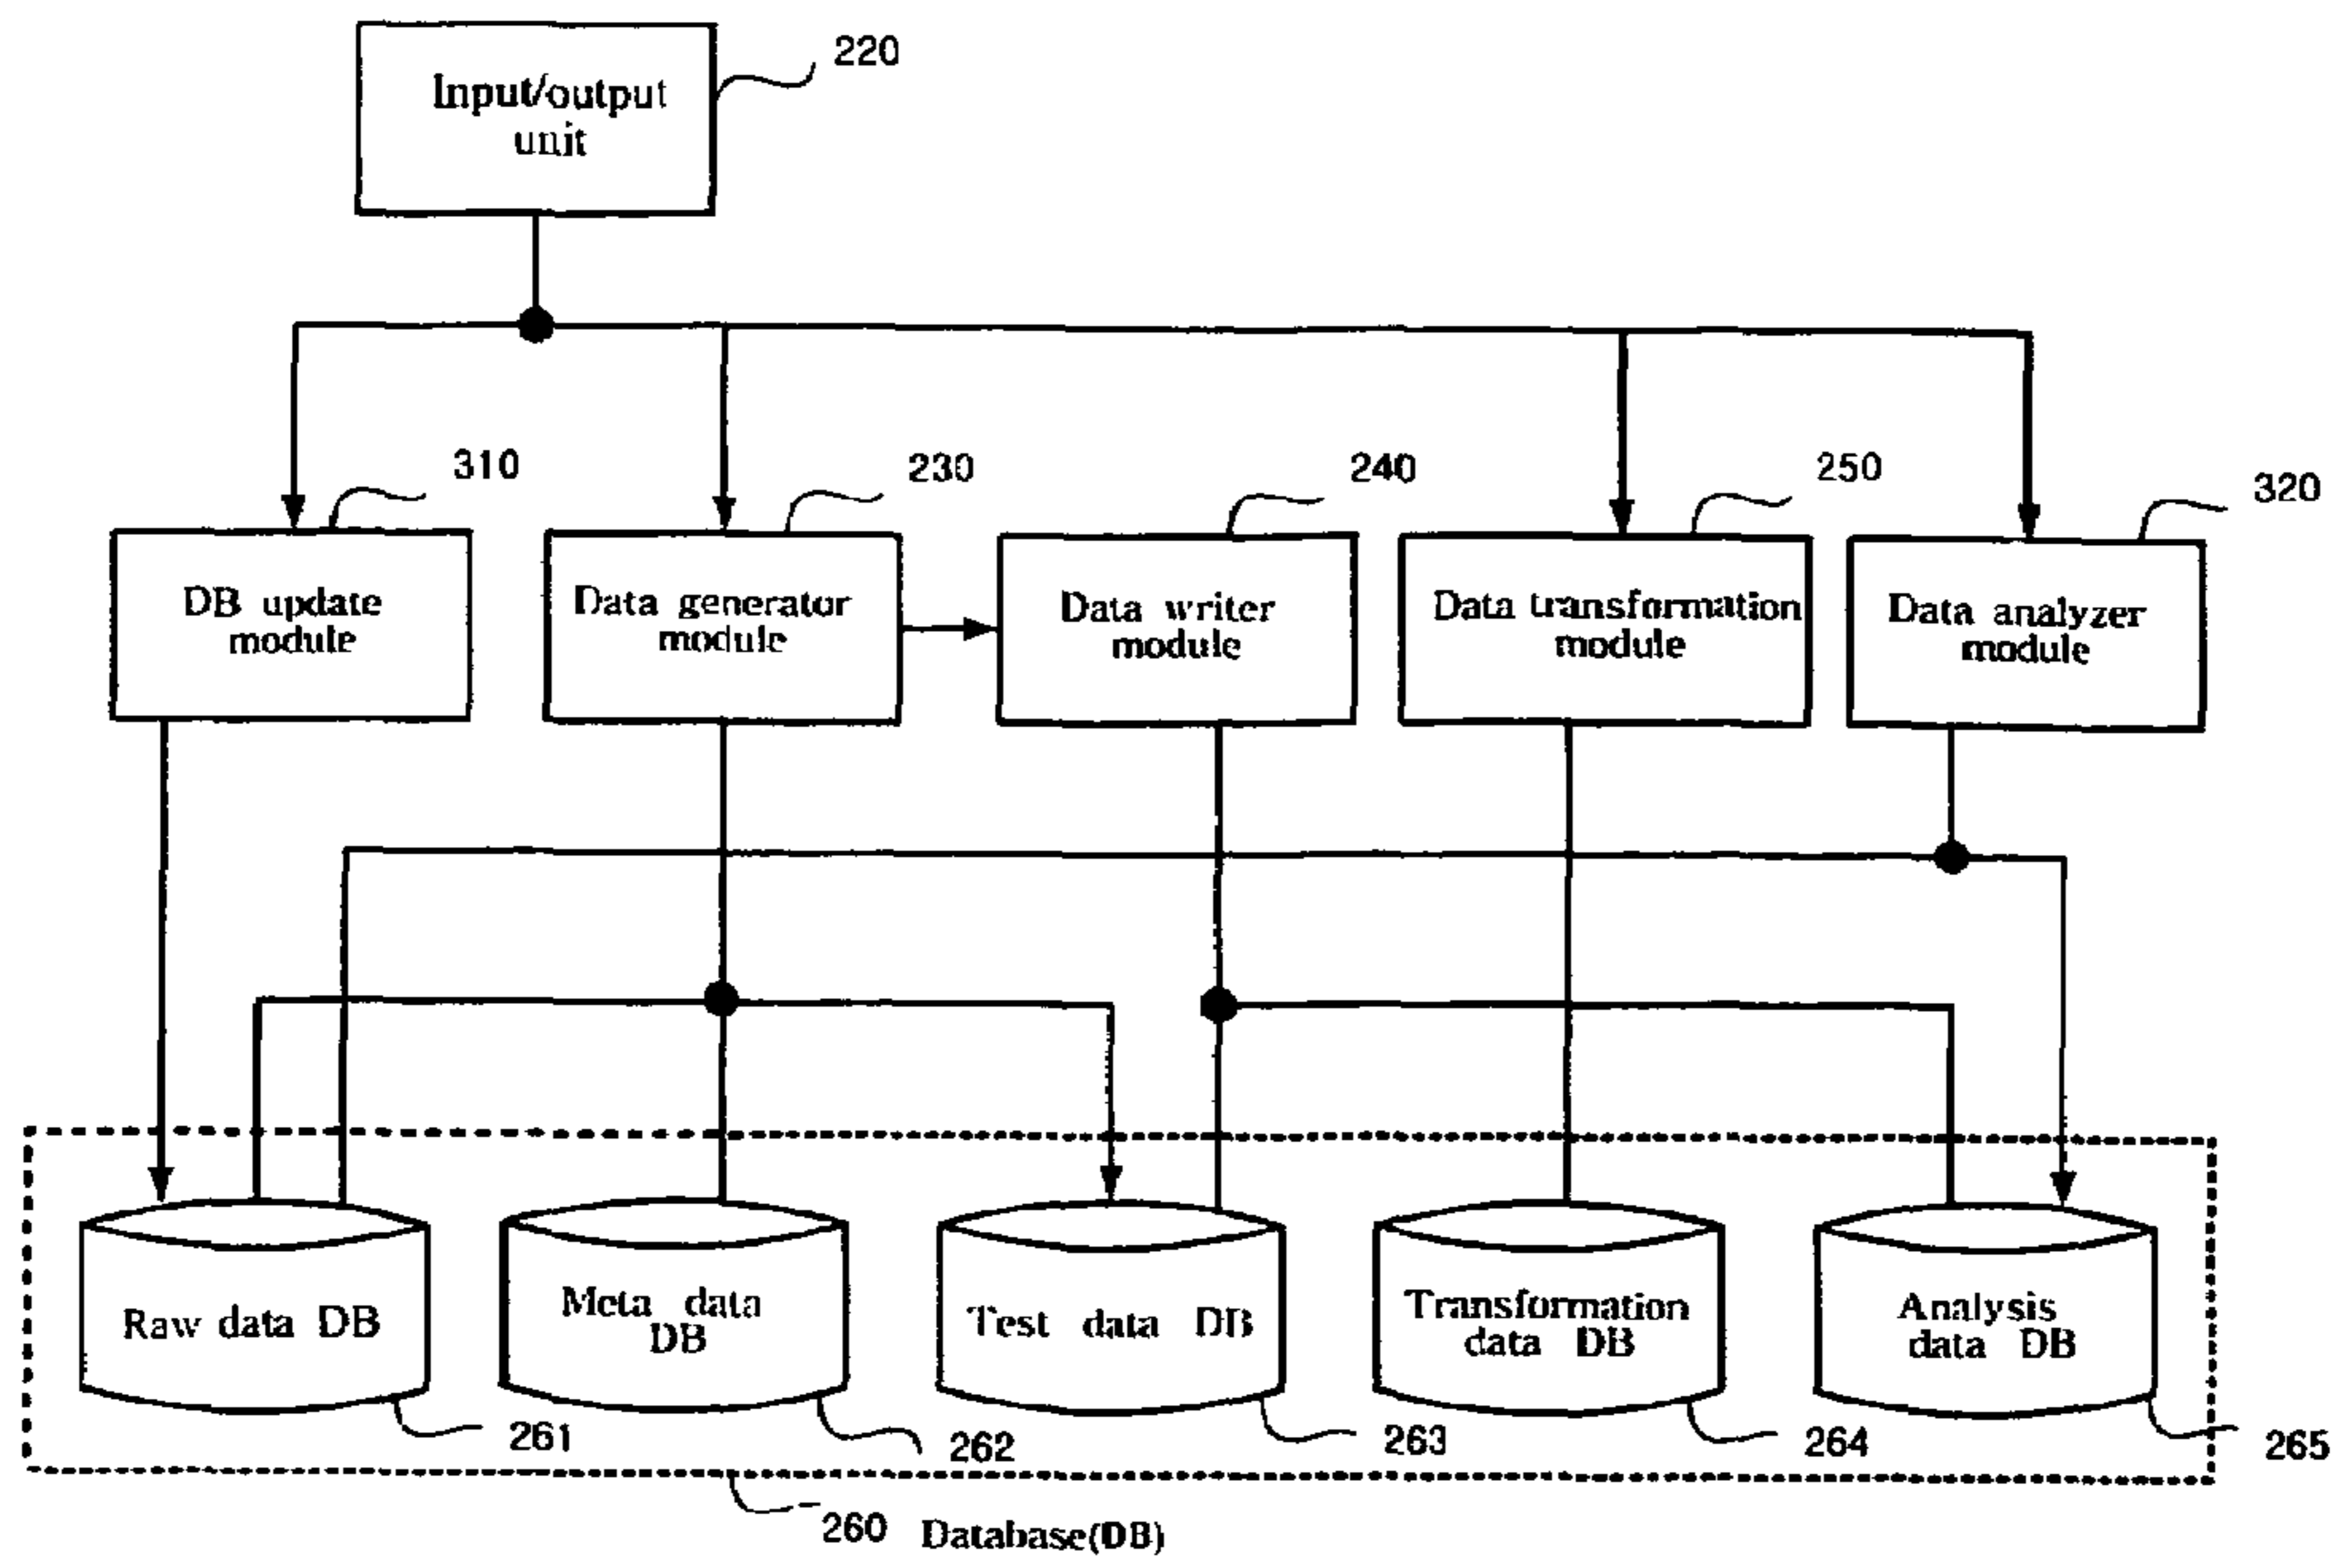 220
Input/output
unit
310
230
240
250
320
DB update
module
Data generator
module
Data writer
module
Data transformation
module
Data analyzer
module
Raw data DB
Meta data
DB
Test data DB
Transformation
data DB
Analysis
data DB
261
262
263
264
265
260 Database(DB)